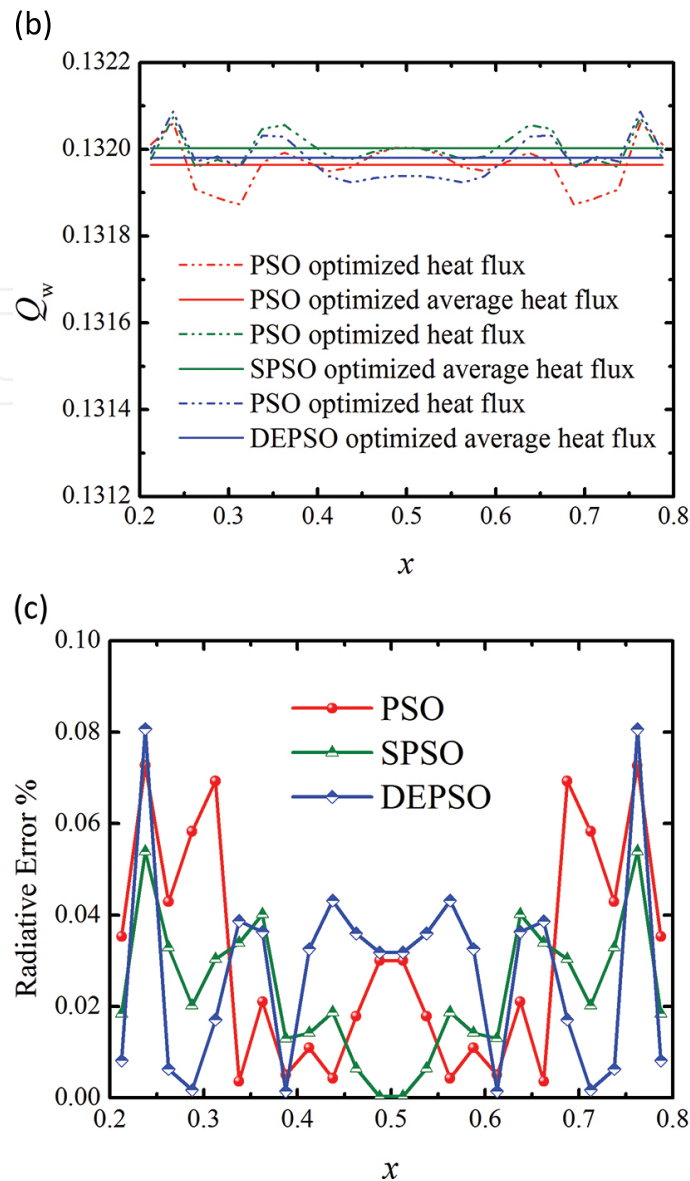 (b)
0.1322
0.1320
0.1318
0.1316
0.1314
0.1312
Qw
PSO optimized heat flux
PSO optimized average heat flux
PSO optimized heat flux
SPSO optimized average heat flux
PSO optimized heat flux
DEPSO optimized average heat flux
0.2 0.3 0.4 0.5 0.6 0.7 0.8
x
(c)
0.10
0.08
0.06
0.04
0.02
0.00
Radiative Error %
PSO
SPSO
DEPSO
0.2 0.3 0.4 0.5 0.6 0.7 0.8
x